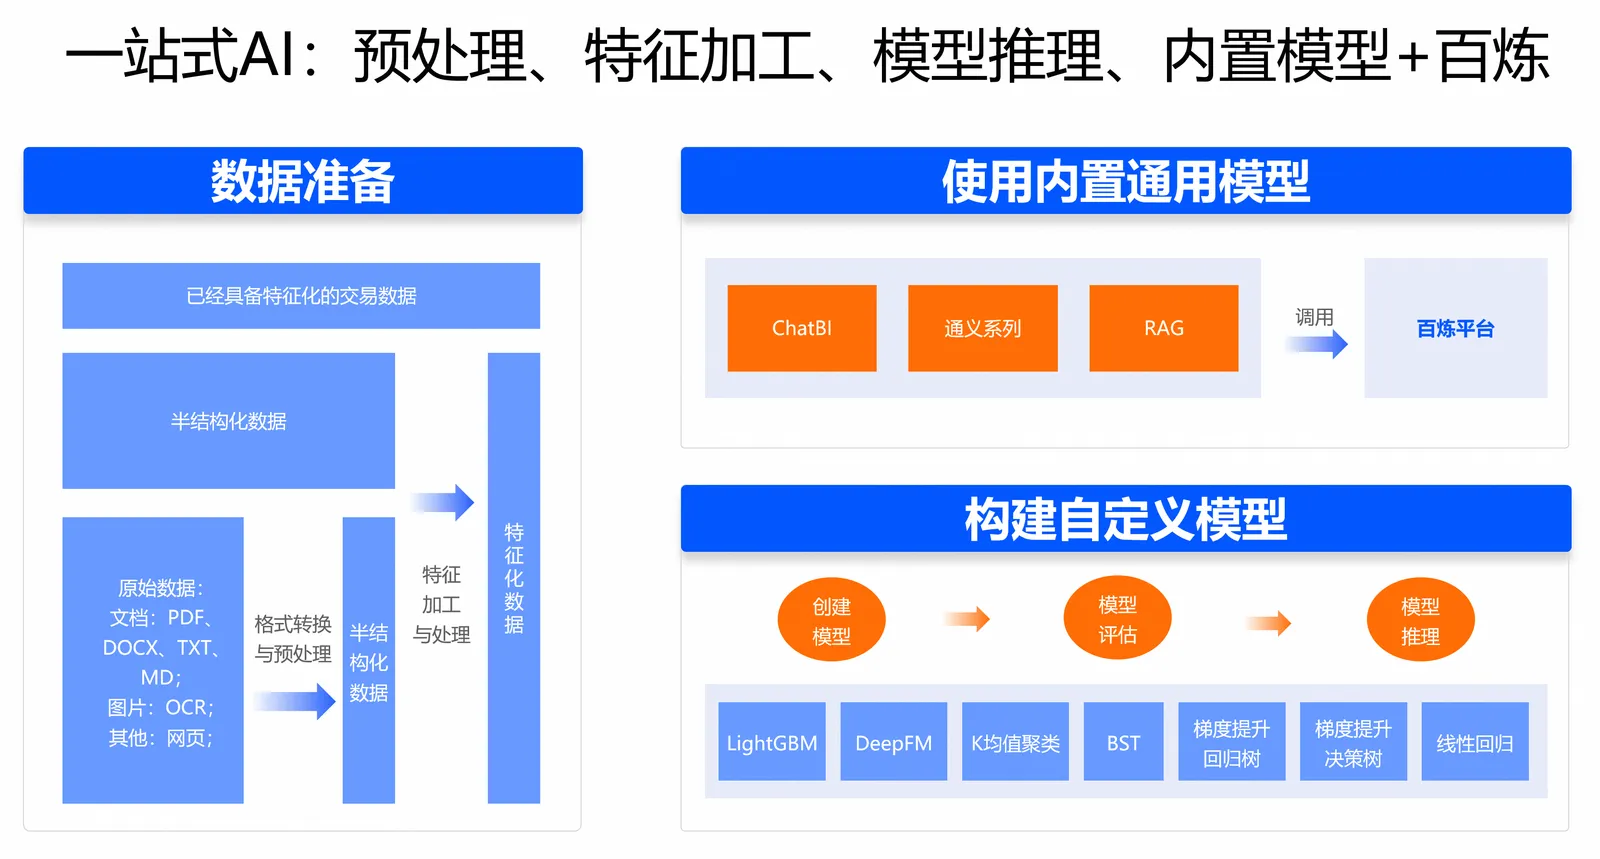 一站式AI：预处理、特征加工、模型推理、内置模型+百炼
数据准备
已经具备特征化的交易数据
半结构化数据
原始数据：
文档：PDF、
DOCX、TXT、
MD；
图片：OCR；
其他：网页；
格式转换
与预处理
半结
构化
数据
特征
加工
与处理
特
征
化
数
据
使用内置通用模型
ChatBI
通义系列
RAG
调用
百炼平台
构建自定义模型
创建
模型
模型
评估
模型
推理
LightGBM
DeepFM
K均值聚类
BST
梯度提升
回归树
梯度提升
决策树
线性回归